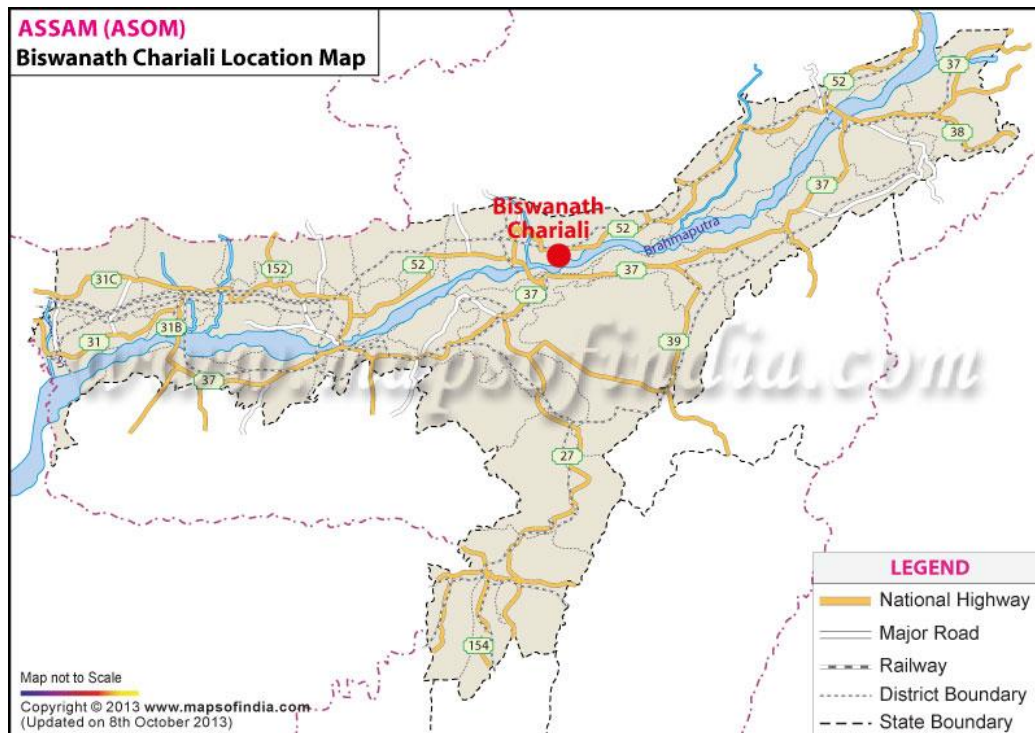 ASSAM (ASOM)
Biswanath Chariali Location Map
52
37
38
37
Biswanath
Chariali
52
Brahmaputra
37
52
152
31C
37
31
31B
39
37
www.mapsofindia.com
27
154
LEGEND
National Highway
Major Road
Railway
District Boundary
State Boundary
Map not to Scale
Copyright © 2013 www.mapsofindia.com
(Updated on 8th October 2013)